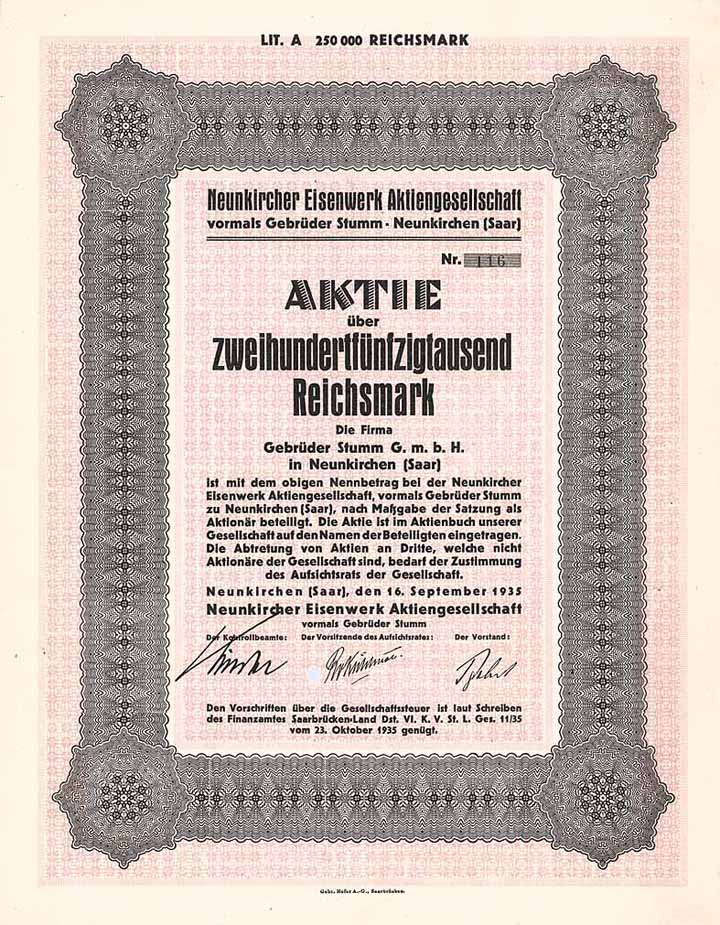 LIT. A 250 000 REICHSMARK
Neunkircher Eisenwerk Aktiengesellschaft
vormals Gebrüder Stumm · Neunkirchen (Saar)
Nr. 116
AKTIE
über
zweihundertfünfzigtausend
Reichsmark
Die Firma
Gebrüder Stumm G. m. b. H.
in Neunkirchen (Saar)
ist mit dem obigen Nennbetrag bei der Neunkircher
Eisenwerk Aktiengesellschaft, vormals Gebrüder Stumm
zu Neunkirchen (Saar), nach Maßgabe der Satzung als
Aktionär beteiligt. Die Aktie ist im Aktienbuch unserer
Gesellschaft auf den Namen der Beteiligten eingetragen.
Die Abtretung von Aktien an Dritte, welche nicht
Aktionäre der Gesellschaft sind, bedarf der Zustimmung
des Aufsichtsrats der Gesellschaft.
Neunkirchen (Saar), den 16. September 1935
Neunkircher Eisenwerk Aktiengesellschaft
vormals Gebrüder Stumm
Der Kontrollbeamte: Der Vorsitzende des Aufsichtsrates: Der Vorstand:
Den Vorschriften über die Gesellschaftssteuer ist laut Schreiben
des Finanzamtes Saarbrücken-Land Dst. VI. K. V. St. L. Ges. 11/35
vom 23. Oktober 1935 genügt.
Gebr. Hofer A.-G., Saarbrücken.